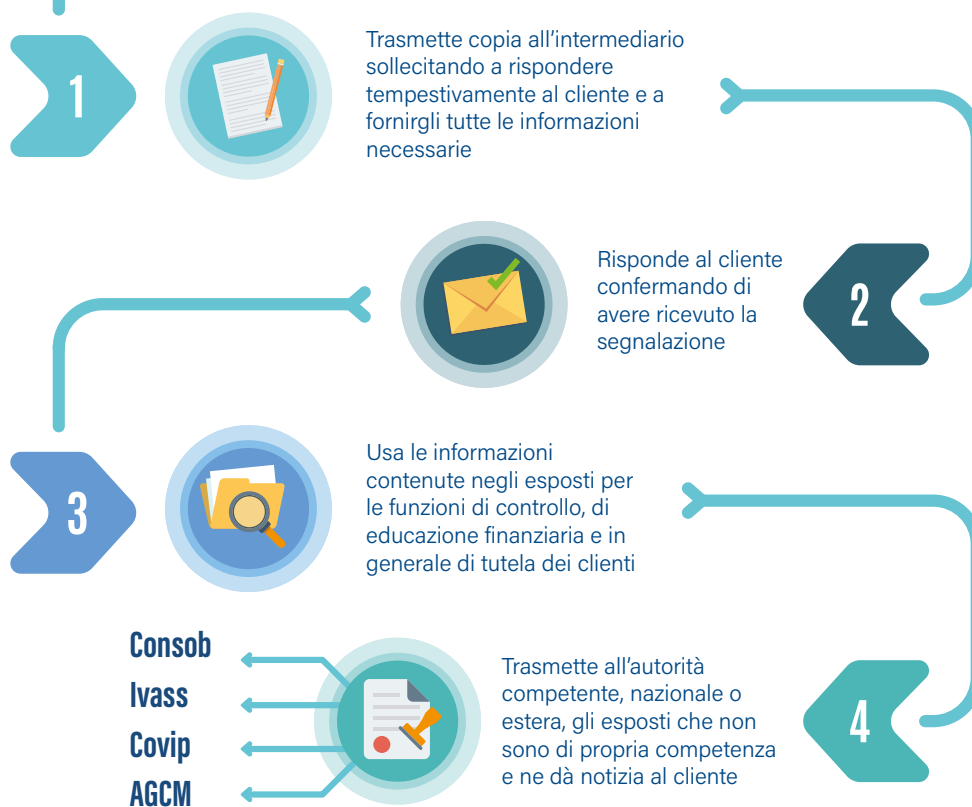 1
Trasmette copia all'intermediario
sollecitando a rispondere
tempestivamente al cliente e a
fornirgli tutte le informazioni
necessarie
2
Risponde al cliente
confermando di
avere ricevuto la
segnalazione
3
Usa le informazioni
contenute negli esposti per
le funzioni di controllo, di
educazione finanziaria e in
generale di tutela dei clienti
4
Trasmette all'autorità
competente, nazionale o
estera, gli esposti che non
sono di propria competenza
e ne dà notizia al cliente
Consob
Ivass
Covip
AGCM